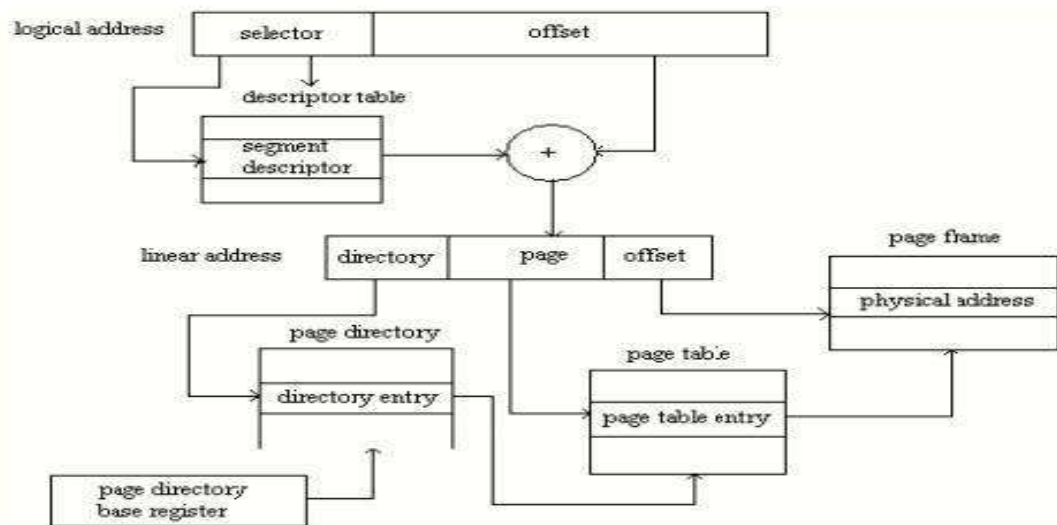 logical address
selector
offset
descriptor table
segment
descriptor
+
linear address
directory
page
offset
page frame
physical address
page directory
directory entry
page table
page table entry
page directory
base register